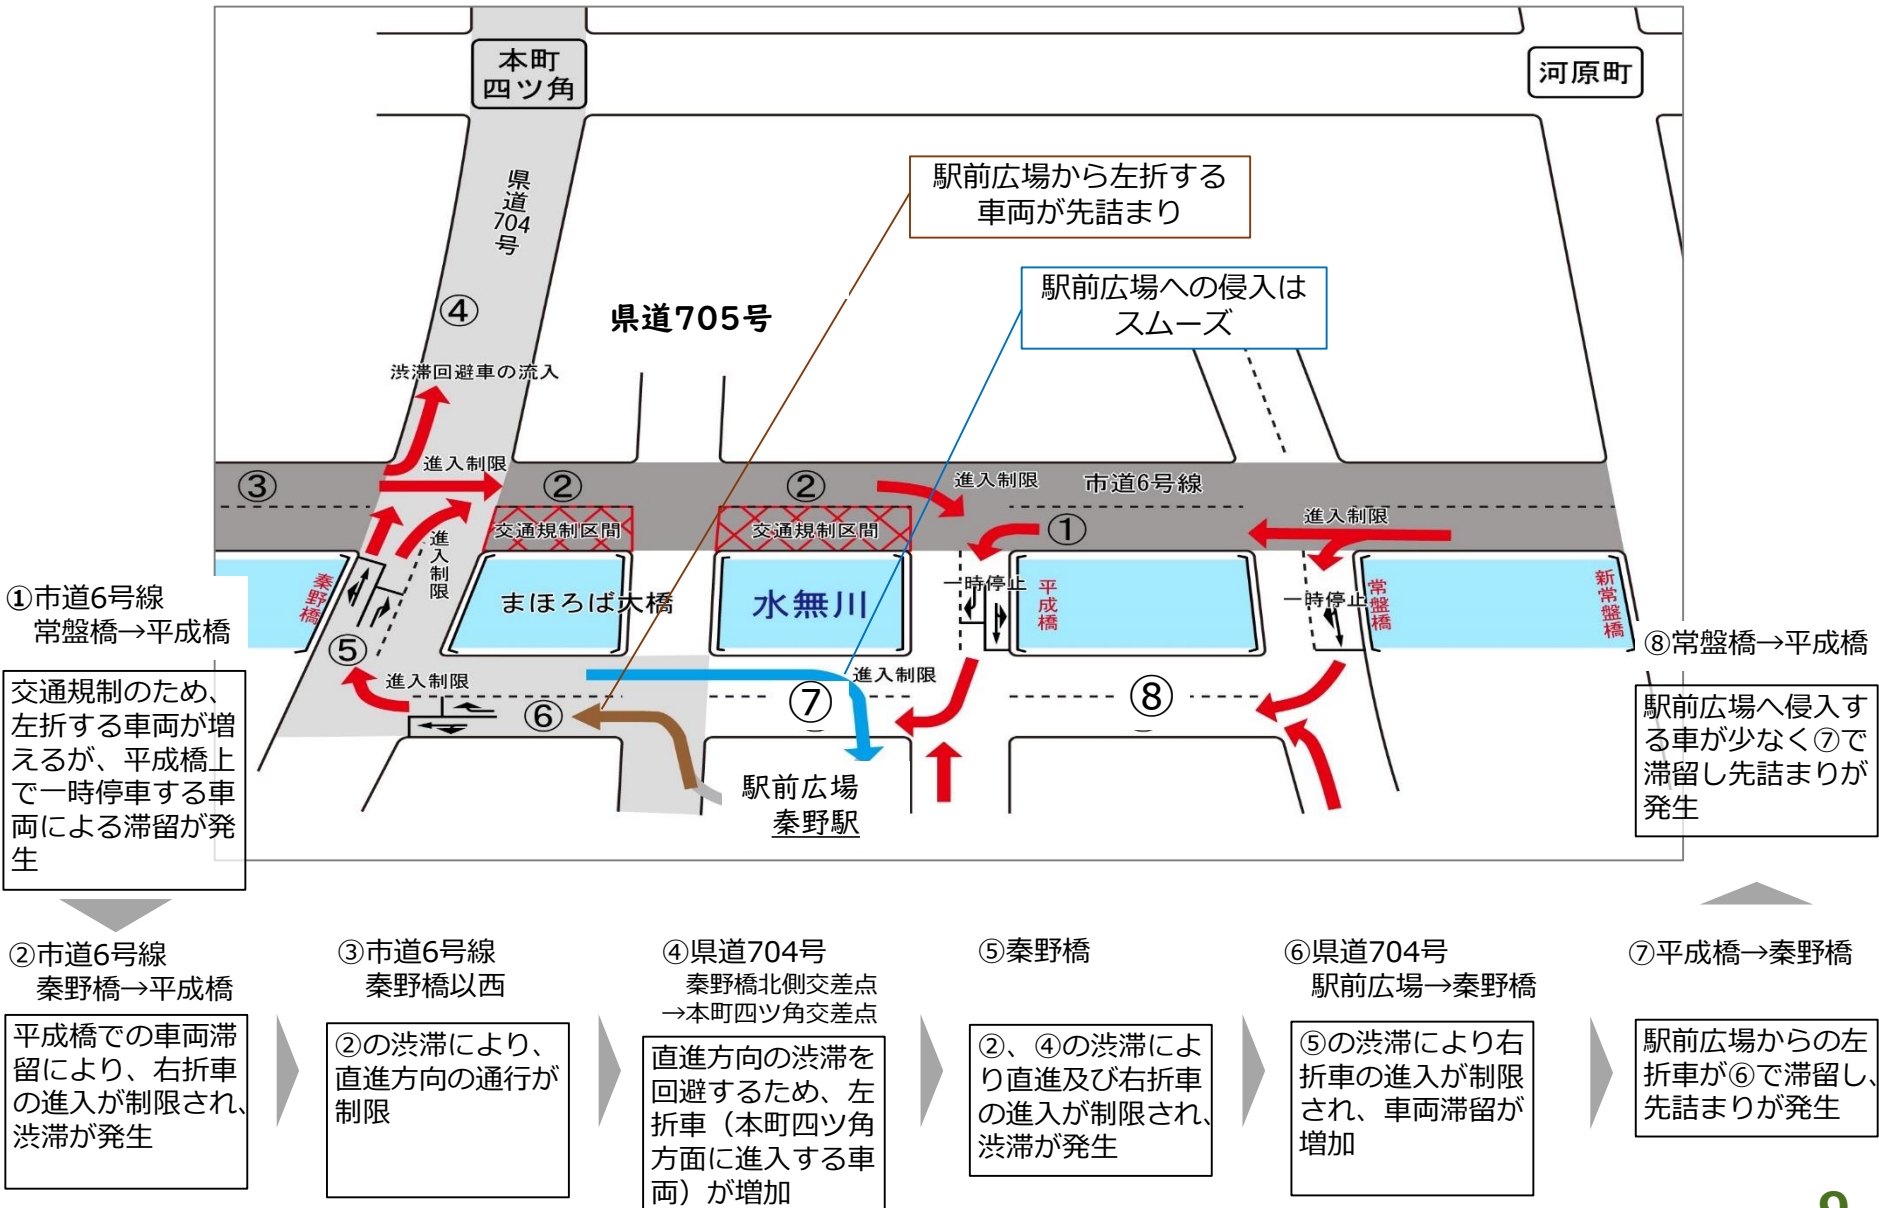 本町
四ツ角
河原町
県道704号
駅前広場から左折する
車両が先詰まり
駅前広場への侵入は
スムーズ
④
県道705号
渋滞回避車の流入
③
進入制限
②
②
進入制限
市道6号線
交通規制区間
交通規制区間
①
進入制限
進入制限
秦野橋
まほろば大橋
水無川
一時停止
平成橋
一時停止
常盤橋
新常盤橋
⑤
進入制限
⑥
⑦
進入制限
⑧
駅前広場
秦野駅
①市道6号線
常盤橋→平成橋
交通規制のため、
左折する車両が増
えるが、平成橋上
で一時停車する車
両による滞留が発
生
②市道6号線
秦野橋→平成橋
平成橋での車両滞
留により、右折車
の進入が制限され、
渋滞が発生
③市道6号線
秦野橋以西
②の渋滞により、
直進方向の通行が
制限
④県道704号
秦野橋北側交差点
→本町四ツ角交差点
直進方向の渋滞を
回避するため、左
折車（本町四ツ角
方面に進入する車
両）が増加
⑤秦野橋
②、④の渋滞によ
り直進及び右折車
の進入が制限され、
渋滞が発生
⑥県道704号
駅前広場→秦野橋
⑤の渋滞により右
折車の進入が制限
され、車両滞留が
増加
⑦平成橋→秦野橋
駅前広場からの左
折車が⑥で滞留し、
先詰まりが発生
⑧常盤橋→平成橋
駅前広場へ侵入す
る車が少なく⑦で
滞留し先詰まりが
発生